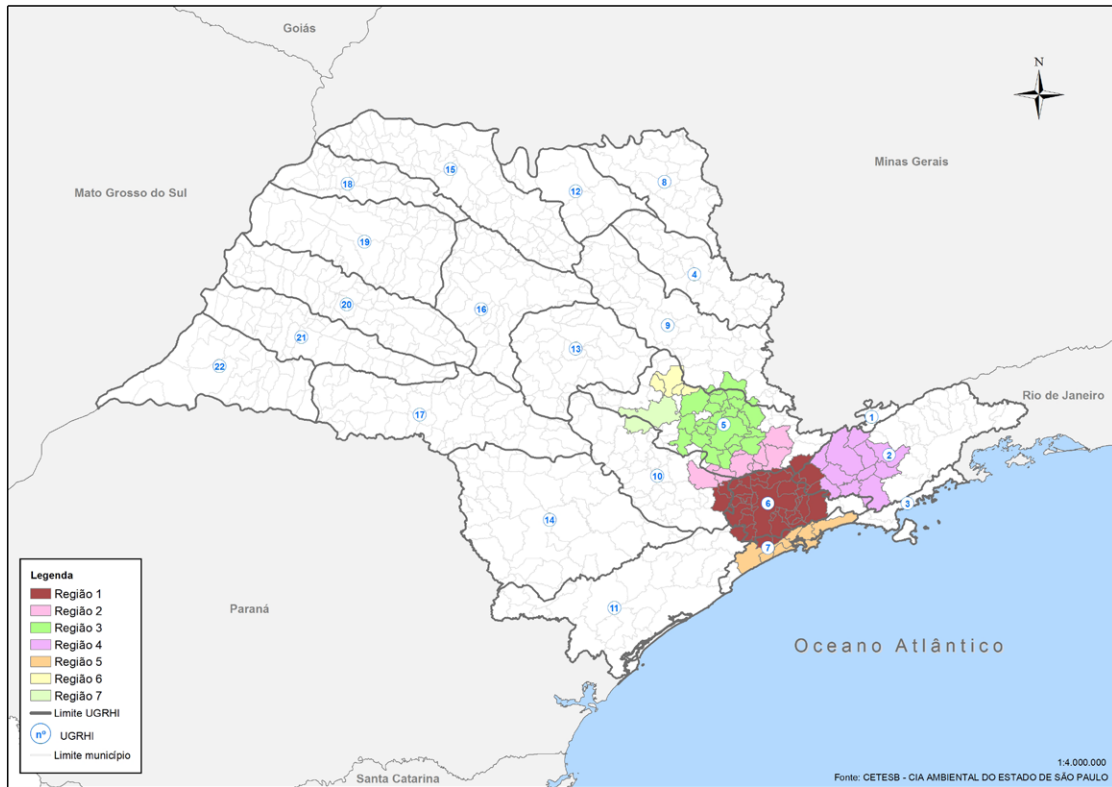 Goiás
N
Minas Gerais
Mato Grosso do Sul
15
18
12
8
19
4
20
16
9
21
13
22
17
Rio de Janeiro
1
5
2
10
6
3
14
7
11
Paraná
Oceano Atlântico
Santa Catarina
Legenda
Região 1
Região 2
Região 3
Região 4
Região 5
Região 6
Região 7
Limite UGRHI
nº UGRHI
Limite município
1:4.000.000
Fonte: CETESB - CIA AMBIENTAL DO ESTADO DE SÃO PAULO